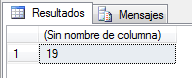 Resultados Mensajes
(Sin nombre de columna)
1 19